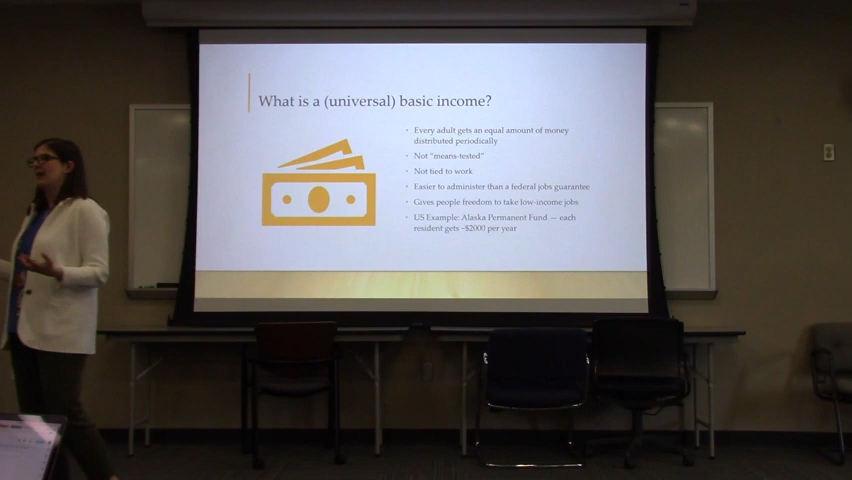 What is a (universal) basic income?
• Every adult gets an equal amount of money
distributed periodically
• Not "means-tested"
• Not tied to work
• Easier to administer than a federal jobs guarantee
• Gives people freedom to take low-income jobs
• US Example: Alaska Permanent Fund — each
resident gets ~$2000 per year